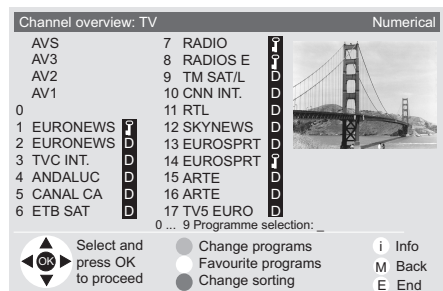 Channel overview: TV Numerical
AVS
AV3
AV2
AV1
0
1 EURONEWS
2 EURONEWS D
3 TVC INT. D
4 ANDALUC D
5 CANAL CA D
6 ETB SAT D
7 RADIO
8 RADIOS E
9 TM SAT/L D
10 CNN INT. D
11 RTL D
12 SKYNEWS D
13 EUROSPRT D
14 EUROSPRT
15 ARTE D
16 ARTE D
17 TV5 EURO D
0 ... 9 Programme selection: _
OK
Select and
press OK
to proceed
Change programs
Favourite programs
Change sorting
i Info
M Back
E End